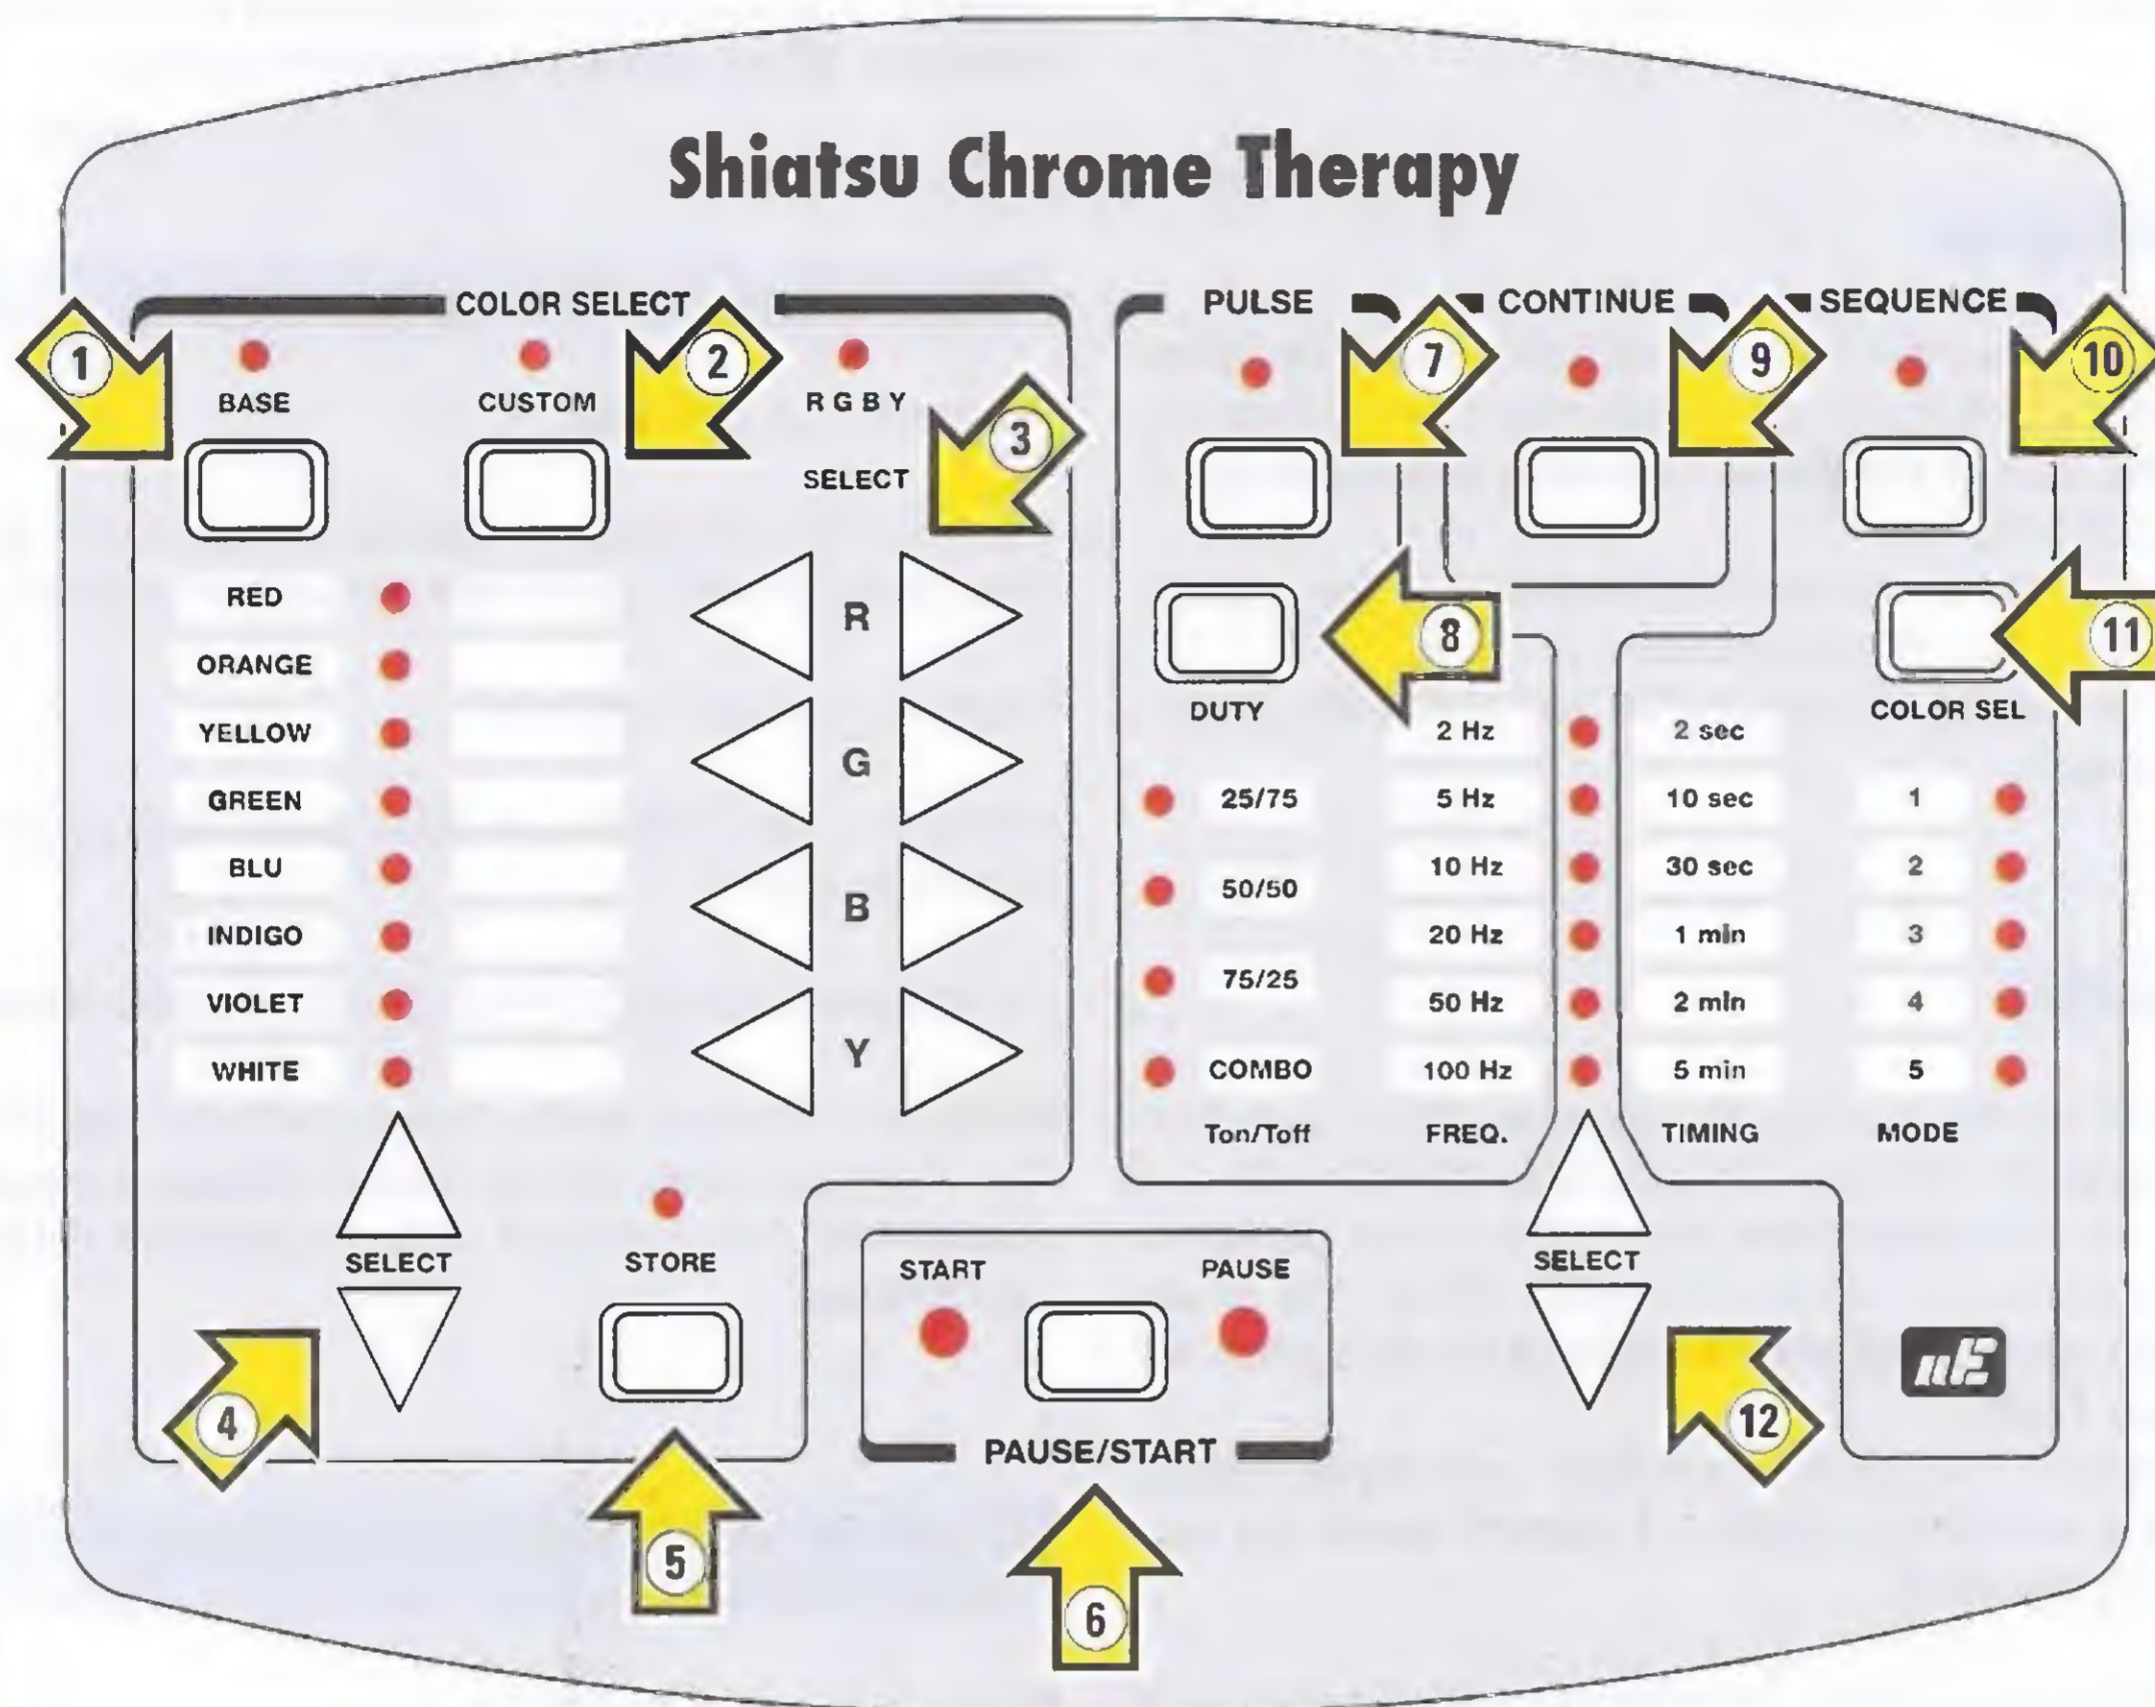 Shiatsu Chrome Therapy
COLOR SELECT
1
BASE
CUSTOM
2
R G B Y
SELECT
3
RED
ORANGE
YELLOW
GREEN
BLU
INDIGO
VIOLET
WHITE
R
G
B
Y
SELECT
4
STORE
5
START
PAUSE
PAUSE/START
6
PULSE
7
CONTINUE
9
SEQUENCE
10
8
11
DUTY
COLOR SEL
25/75
50/50
75/25
COMBO
Ton/Toff
2 Hz
5 Hz
10 Hz
20 Hz
50 Hz
100 Hz
FREQ.
2 sec
10 sec
30 sec
1 min
2 min
5 min
TIMING
1
2
3
4
5
MODE
SELECT
12